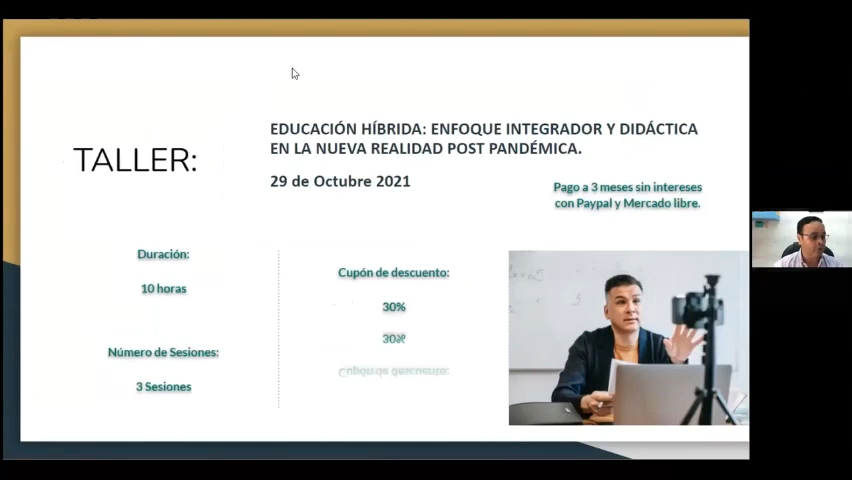 TALLER:
EDUCACIÓN HÍBRIDA: ENFOQUE INTEGRADOR Y DIDÁCTICA
EN LA NUEVA REALIDAD POST PANDÉMICA.
29 de Octubre 2021
Pago a 3 meses sin intereses
con Paypal y Mercado libre.
Duración:
10 horas
Número de Sesiones:
3 Sesiones
Cupón de descuento:
30%